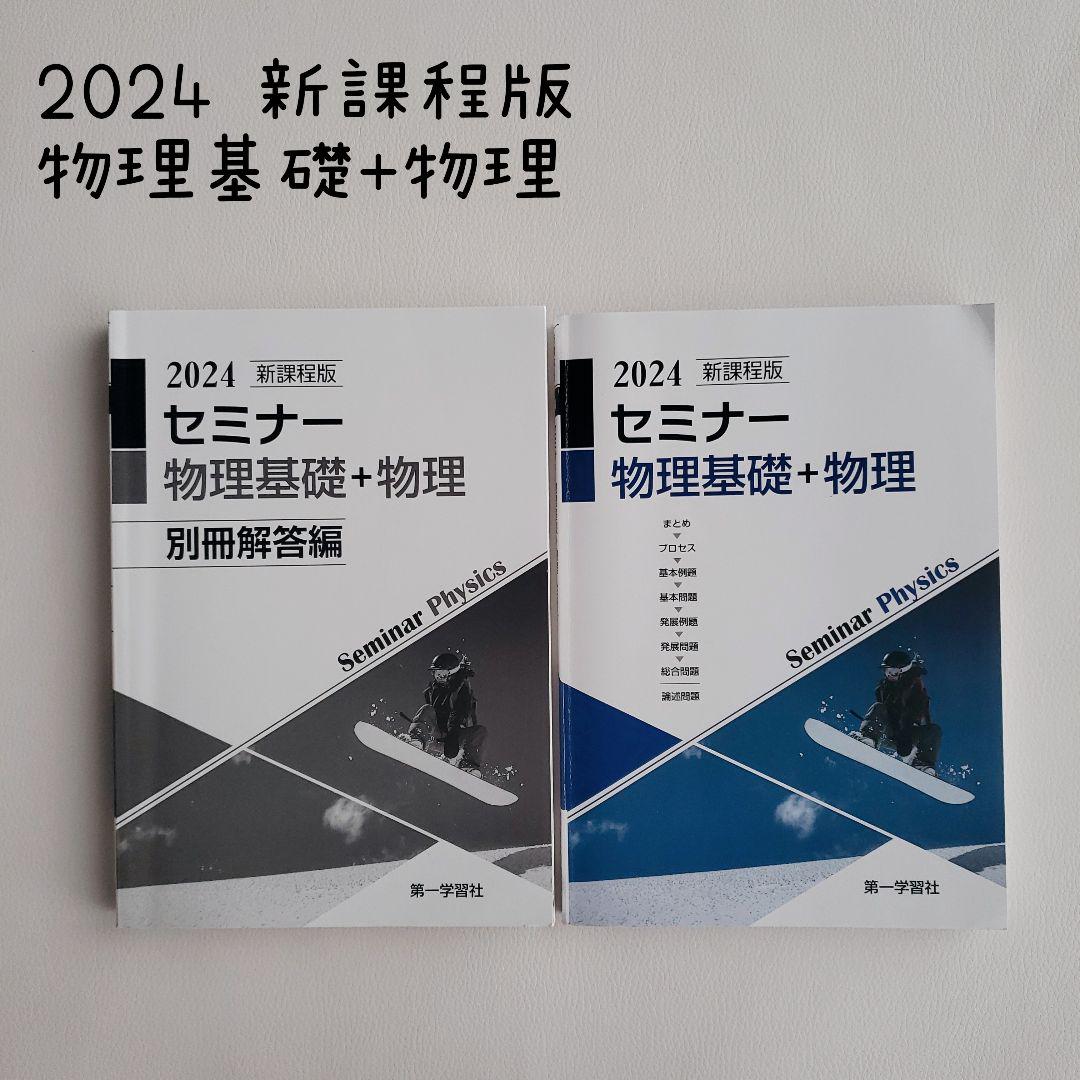 2024 新課程版
物理基礎+物理
2024 新課程版
セミナー
物理基礎+物理
別冊解答編
Seminar Physics
第一学習社
2024 新課程版
セミナー
物理基礎+物理
まとめ
プロセス
基本例題
基本問題
発展例題
発展問題
総合問題
論述問題
Seminar Physics
第一学習社